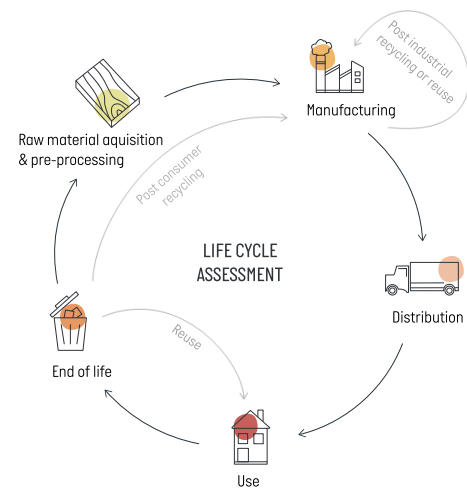 Post industrial
recycling or reuse
Manufacturing
Raw material aquisition
& pre-processing
Post consumer
recycling
LIFE CYCLE
ASSESSMENT
Distribution
Reuse
End of life
Use